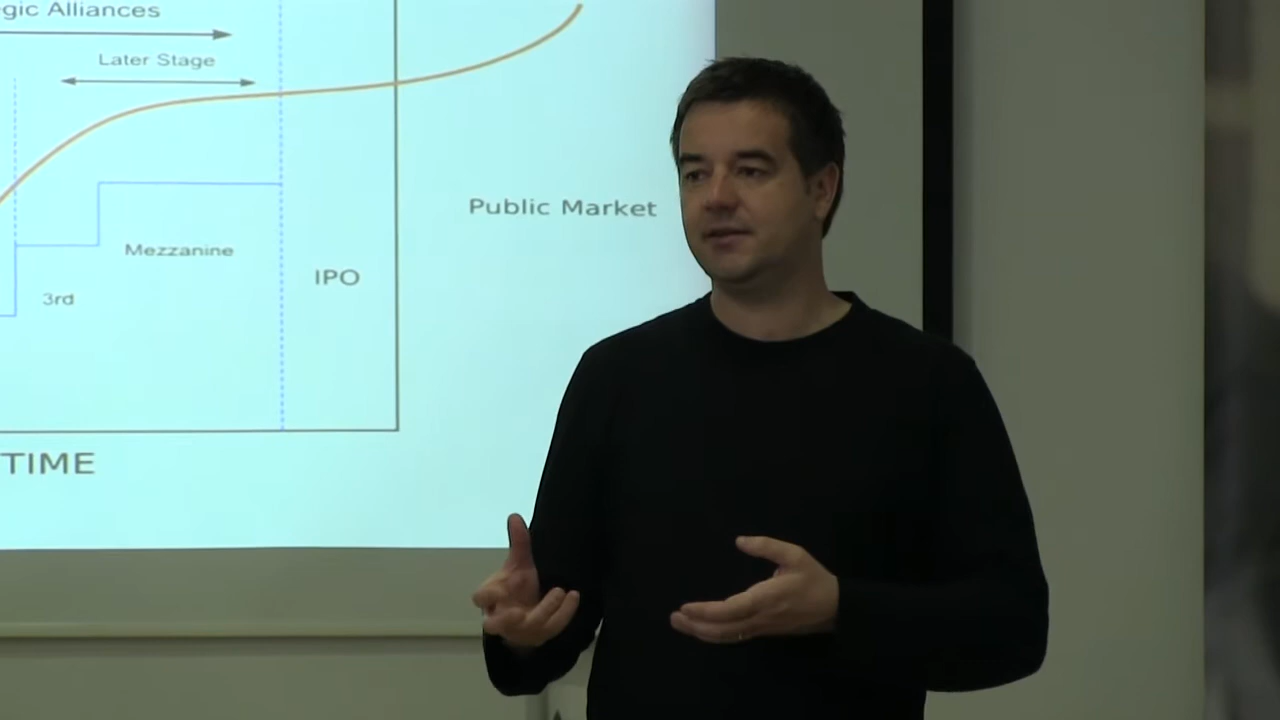 gic Alliances
Later Stage
Public Market
Mezzanine
IPO
3rd
TIME